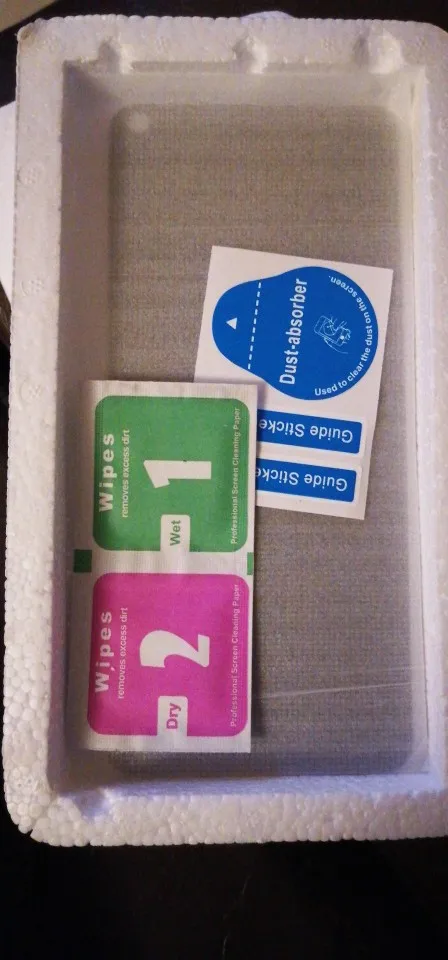 Dust-absorber
Used to clear the dust on the screen.
Guide Sticke
Guide Sticke
Wipes
removes excess dirt
1
Wet
Professional Screen Cleaning Paper
Wipes
removes excess dirt
2
Dry
Professional Screen Cleaning Paper